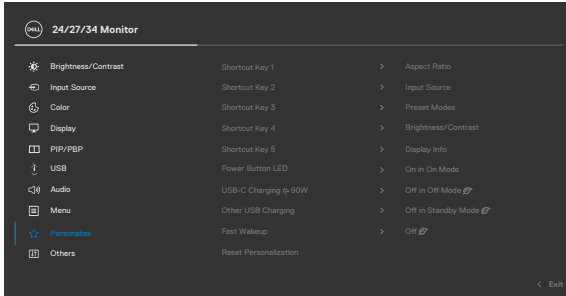 DELL 24/27/34 Monitor
Brightness/Contrast Shortcut Key 1 > Aspect Ratio
Input Source Shortcut Key 2 > Input Source
Color Shortcut Key 3 > Preset Modes
Display Shortcut Key 4 > Brightness/Contrast
PIP/PBP Shortcut Key 5 > Display Info
USB Power Button LED > On in On Mode
Audio USB-C Charging 90W > Off in Off Mode
Menu Other USB Charging > Off in Standby Mode
Personalize Fast Wakeup > Off
Others Reset Personalization
< Exit